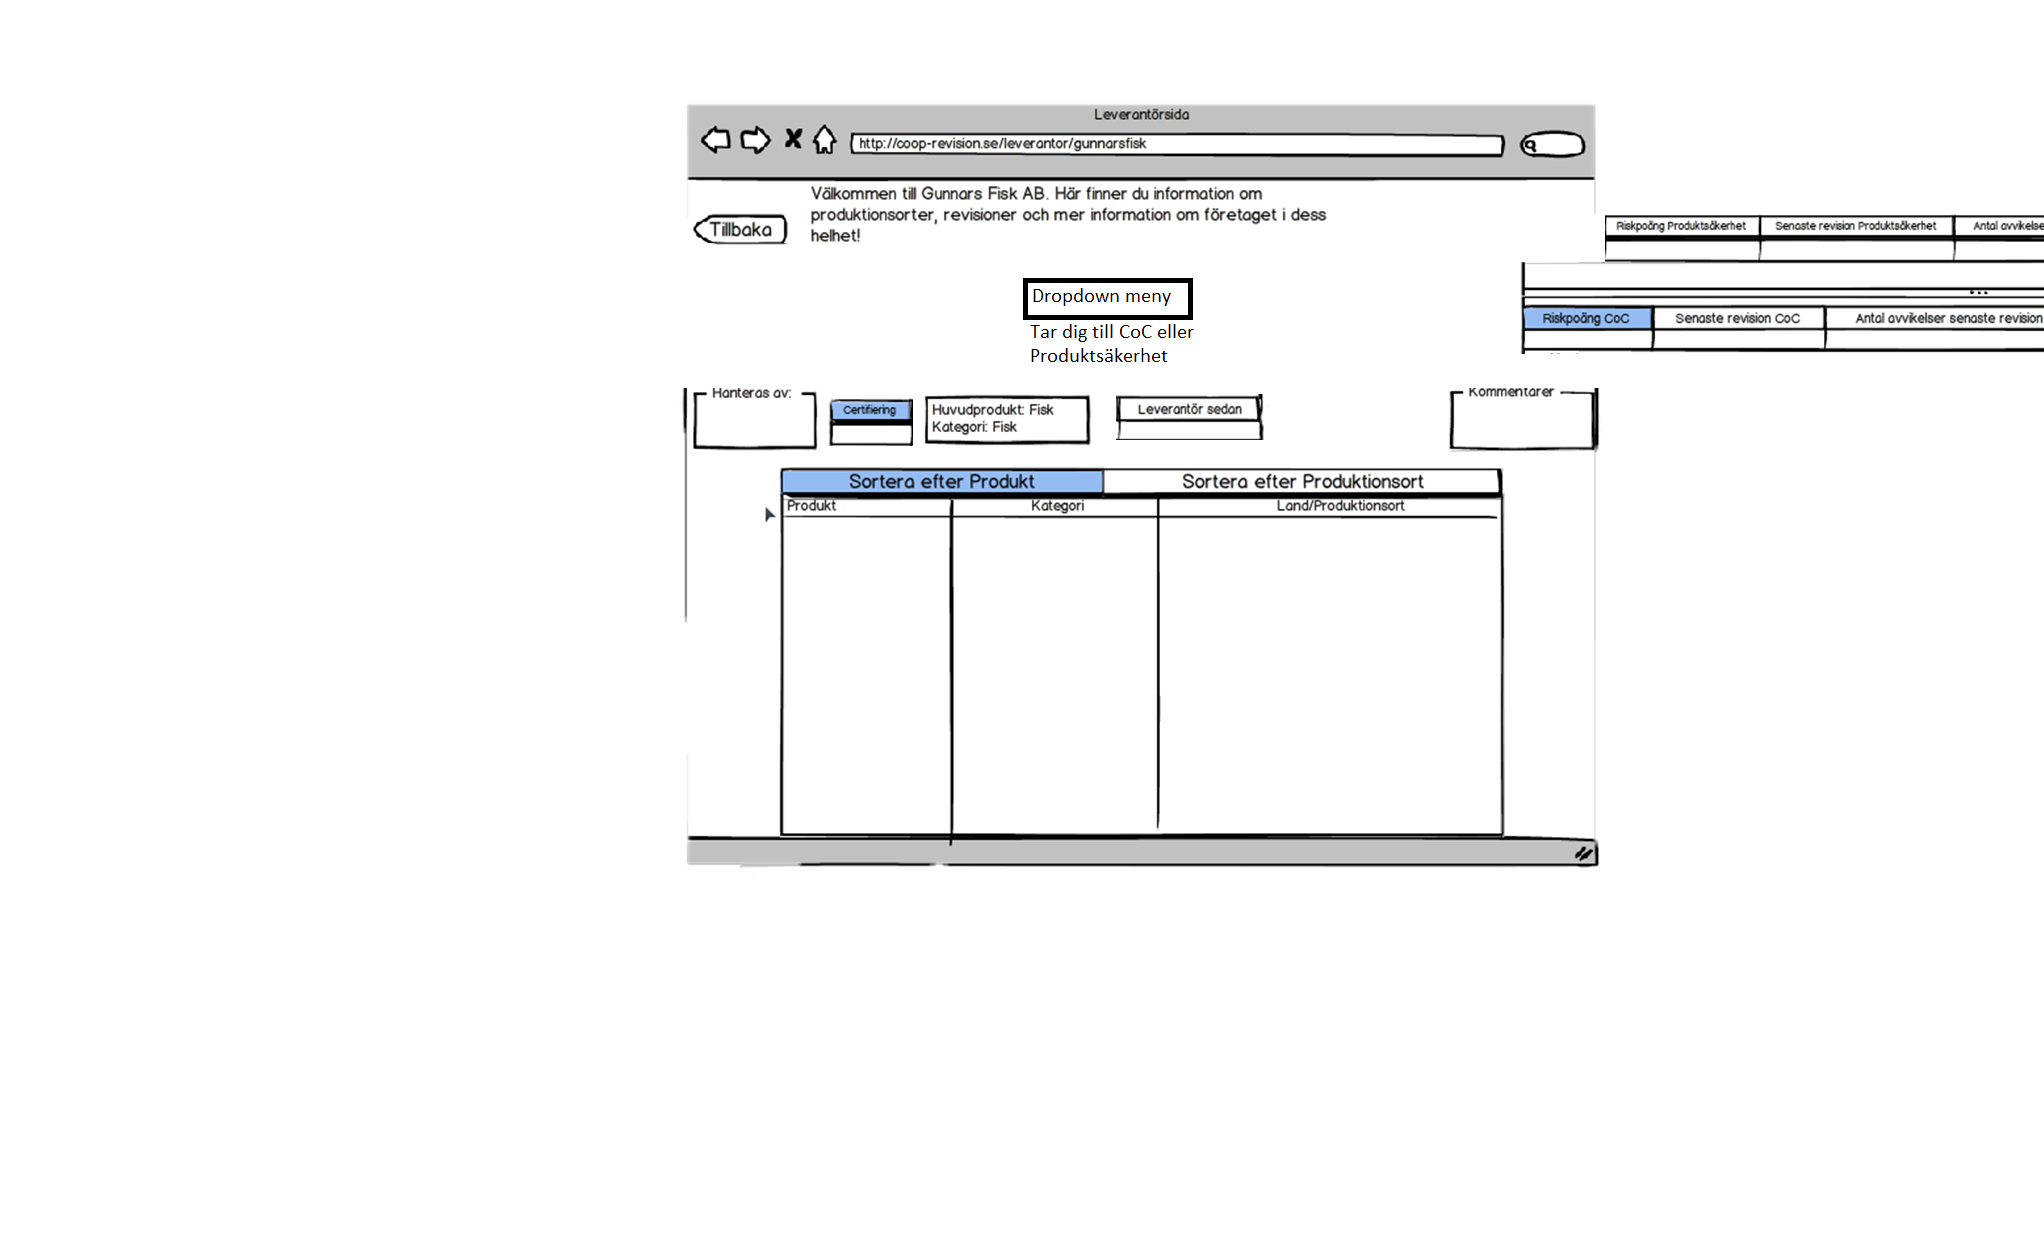 Leverantörsida
http://coop-revision.se/leverantor/gunnarsfisk
Välkommen till Gunnars Fisk AB. Här finner du information om
produktionsorter, revisioner och mer information om företaget i dess
helhet!
Tillbaka
Riskpoäng Produktsäkerhet Senaste revision Produktsäkerhet Antal avvikelse
Dropdown meny
Tar dig till CoC eller
Produktsäkerhet
Riskpoäng CoC Senaste revision CoC Antal avvikelser senaste revision
Hanteras av:
Certifiering
Huvudprodukt: Fisk
Kategori: Fisk
Leverantör sedan
Kommentarer
Sortera efter Produkt Sortera efter Produktionsort
Produkt Kategori Land/Produktionsort